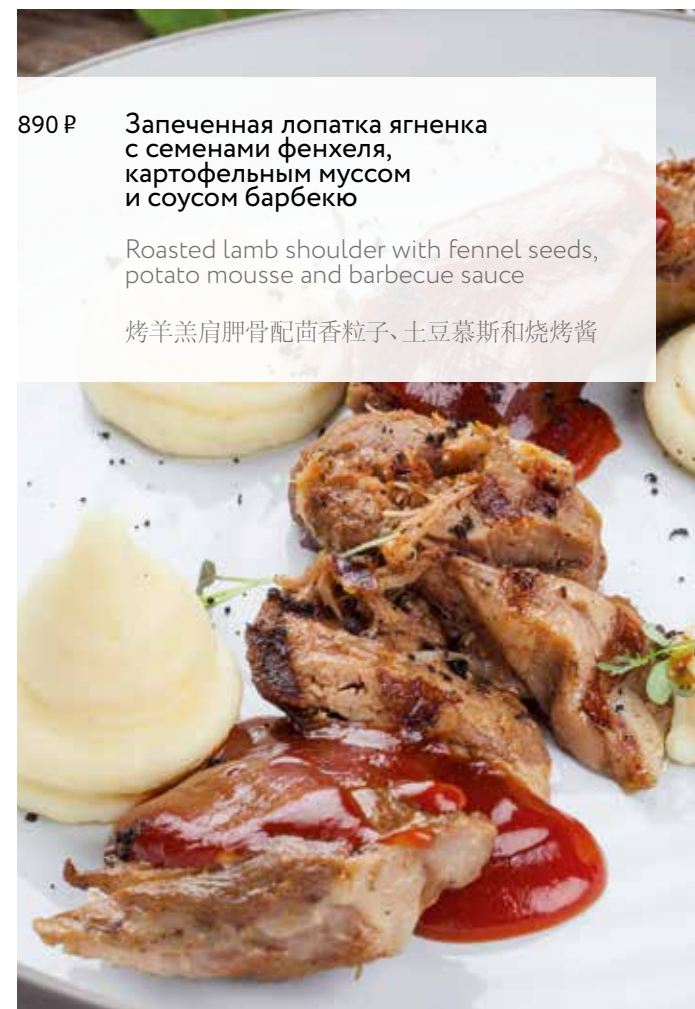 890 ₽
Запеченная лопатка ягненка
с семенами фенхеля,
картофельным муссом
и соусом барбекю
Roasted lamb shoulder with fennel seeds,
potato mousse and barbecue sauce
烤羊羔肩胛骨配茴香粒子、土豆慕斯和烧烤酱